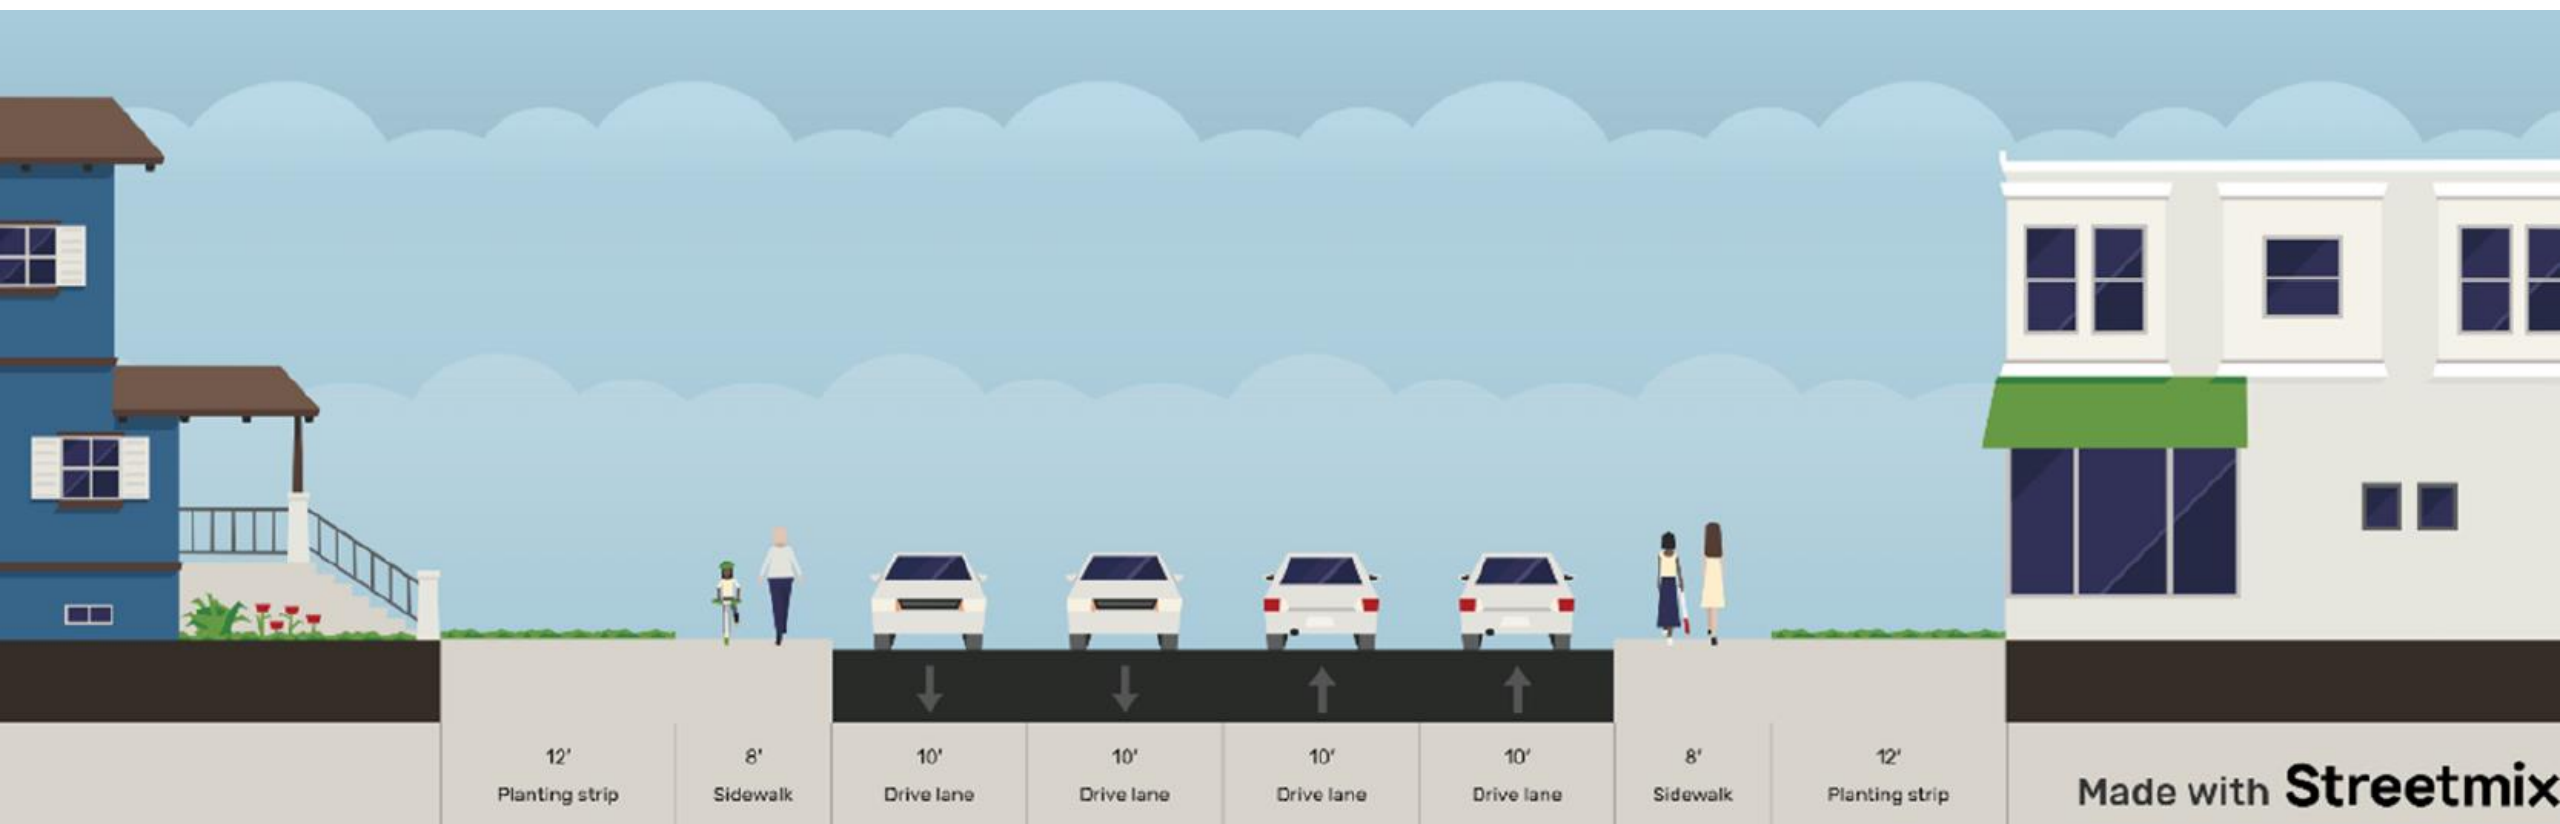 12'
Planting strip
8'
Sidewalk
10'
Drive lane
10'
Drive lane
10'
Drive lane
10'
Drive lane
8'
Sidewalk
12'
Planting strip
Made with Streetmix